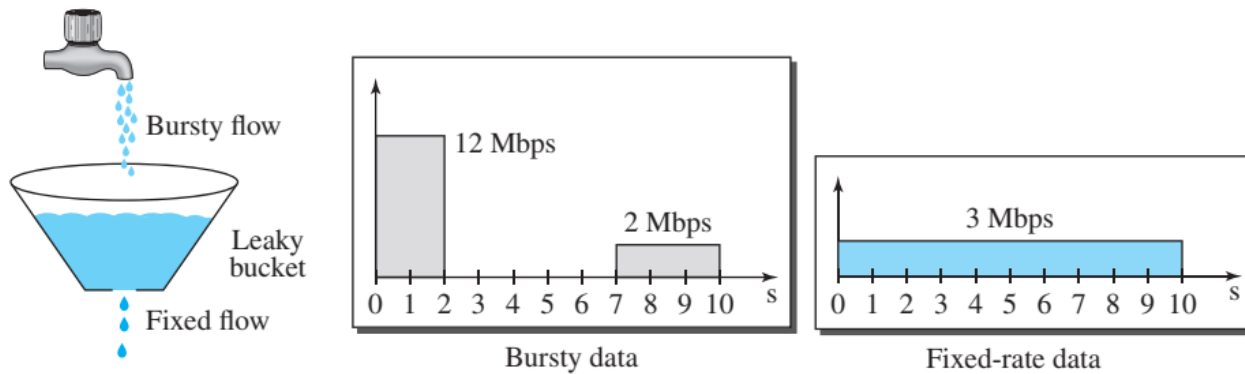 Bursty flow
Leaky
bucket
Fixed flow
12 Mbps
2 Mbps
0 1 2 3 4 5 6 7 8 9 10 s
Bursty data
3 Mbps
0 1 2 3 4 5 6 7 8 9 10 s
Fixed-rate data